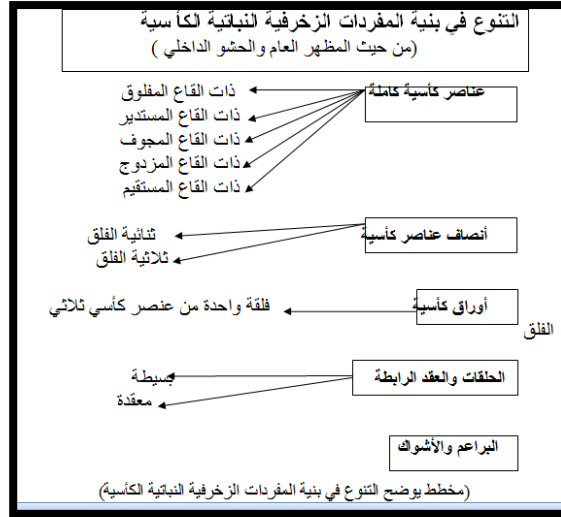 التنوع في بنية المفردات الزخرفية النباتية الكأسية
(من حيث المظهر العام والحشو الداخلي )
عناصر كأسية كاملة
ذات القاع المفلوق
ذات القاع المستدير
ذات القاع المجوف
ذات القاع المزدوج
ذات القاع المستقيم
أنصاف عناصر كأسية
ثنائية الفلق
ثلاثية الفلق
أوراق كأسية
فلقة واحدة من عنصر كأسي ثلاثي
الفلق
الحلقات والعقد الرابطة
بسيطة
معقدة
البراعم والأشواك
(مخطط يوضح التنوع في بنية المفردات الزخرفية النباتية الكأسية)